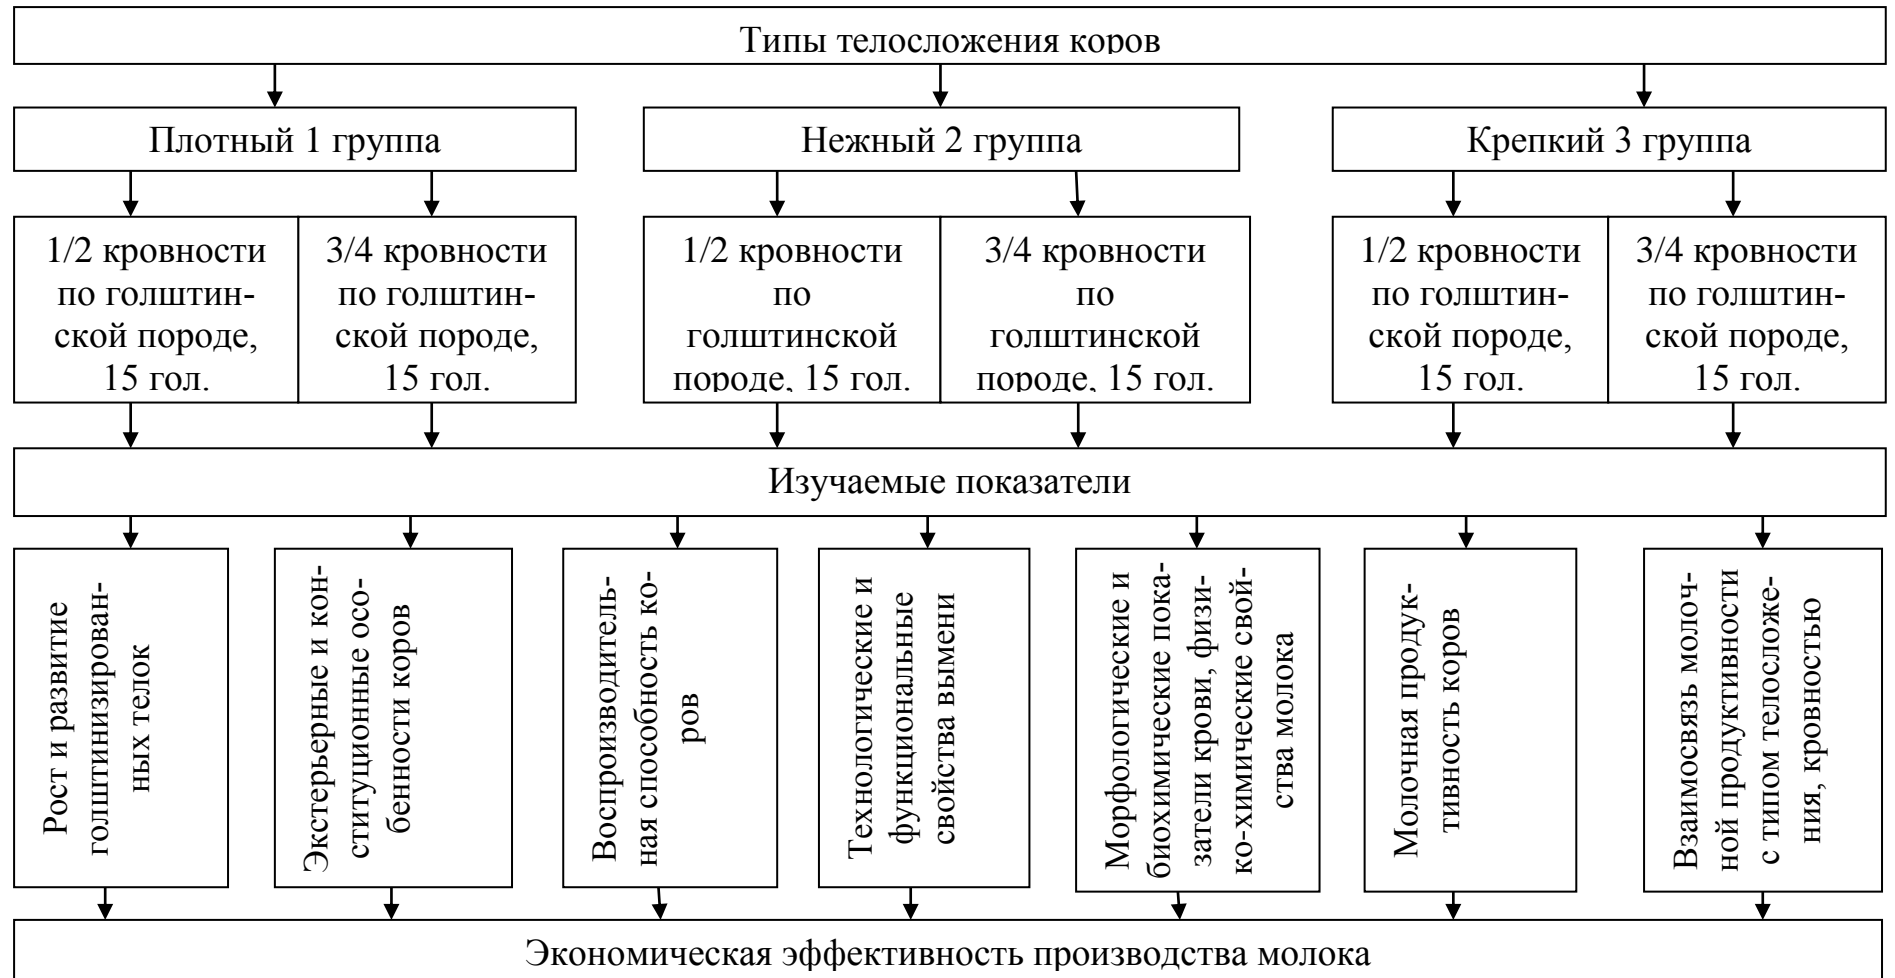 Типы телосложения коров
Плотный 1 группа
Нежный 2 группа
Крепкий 3 группа
1/2 кровности
по голштин-
ской породе,
15 гол.
3/4 кровности
по голштин-
ской породе,
15 гол.
1/2 кровности
по
голштинской
породе, 15 гол.
3/4 кровности
по
голштинской
породе, 15 гол.
1/2 кровности
по голштин-
ской породе,
15 гол.
3/4 кровности
по голштин-
ской породе,
15 гол.
Изучаемые показатели
Рост и развитие
голштинизирован-
ных телок
Экстерьерные и кон-
ституционные осо-
бенности коров
Воспроизводитель-
ная способность ко-
ров
Технологические и
функциональные
свойства вымени
Морфологические и
биохимические пока-
затели крови, физи-
ко-химические свой-
ства молока
Молочная продук-
тивность коров
Взаимосвязь молоч-
ной продуктивности
с типом телосложе-
ния, кровностью
Экономическая эффективность производства молока